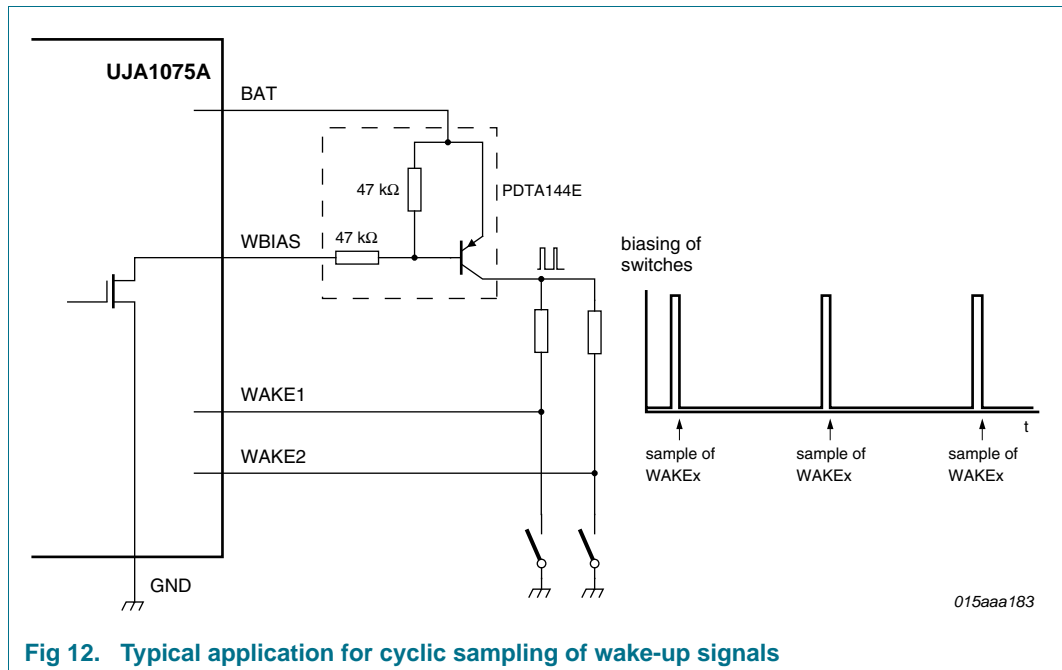 UJA1075A
BAT
47 kΩ
PDTA144E
WBIAS
47 kΩ
biasing of
switches
WAKE1
WAKE2
t
sample of
WAKEx
sample of
WAKEx
sample of
WAKEx
GND
015aaa183
Fig 12. Typical application for cyclic sampling of wake-up signals